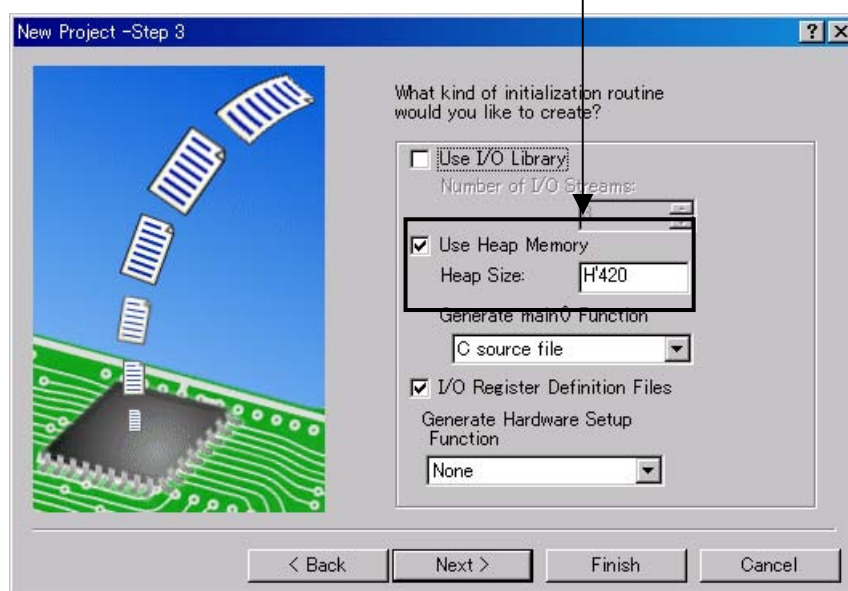 New Project -Step 3
What kind of initialization routine
would you like to create?
Use I/O Library
Number of I/O Streams:
Use Heap Memory
Heap Size: H'420
Generate main() Function
C source file
I/O Register Definition Files
Generate Hardware Setup
Function
None
< Back Next > Finish Cancel